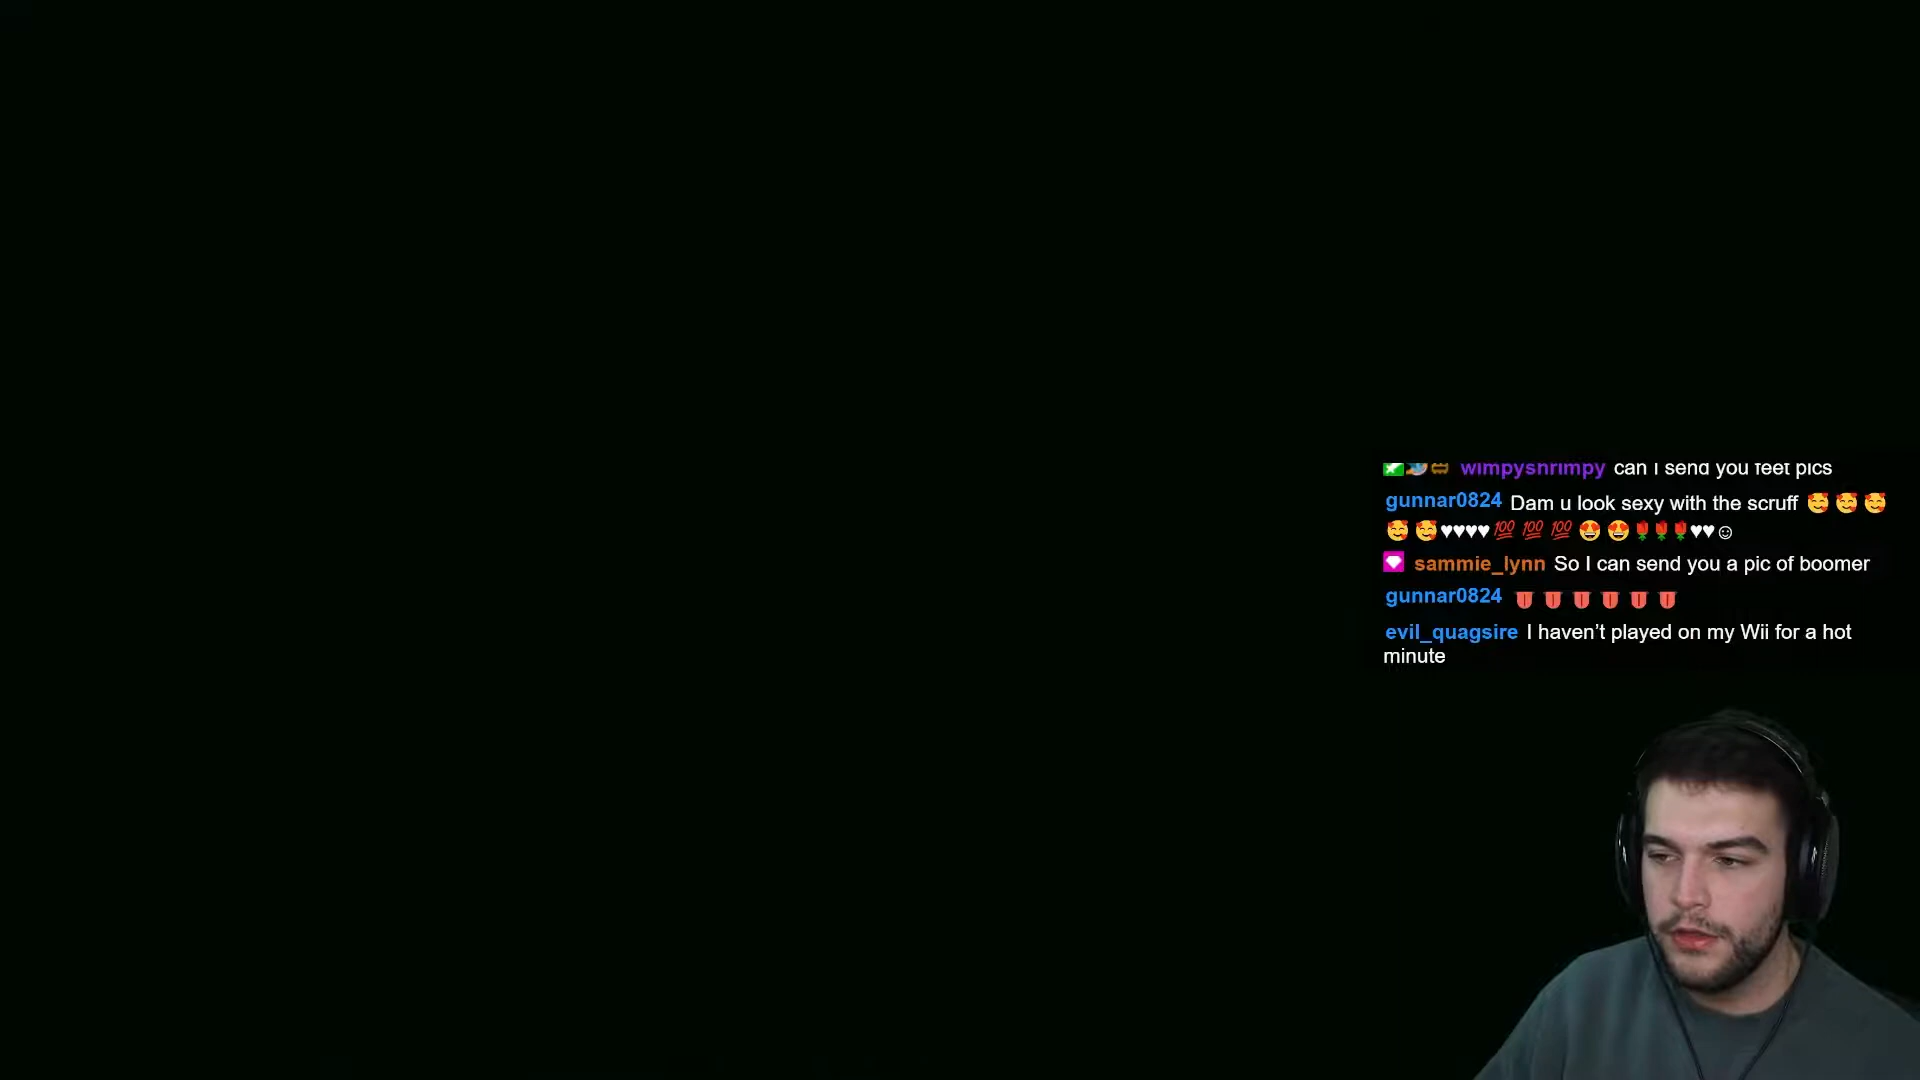 wimpyshrimpy can I send you feet pics
gunnar0824 Dam u look sexy with the scruff 🥰 🥰 🥰
🥰 🥰♥♥♥♥💯 💯 💯 😍 😍🌹🌹🌹♥♥☺
sammie_lynn So I can send you a pic of boomer
gunnar0824 👅 👅 👅 👅 👅 👅
evil_quagsire I haven’t played on my Wii for a hot
minute